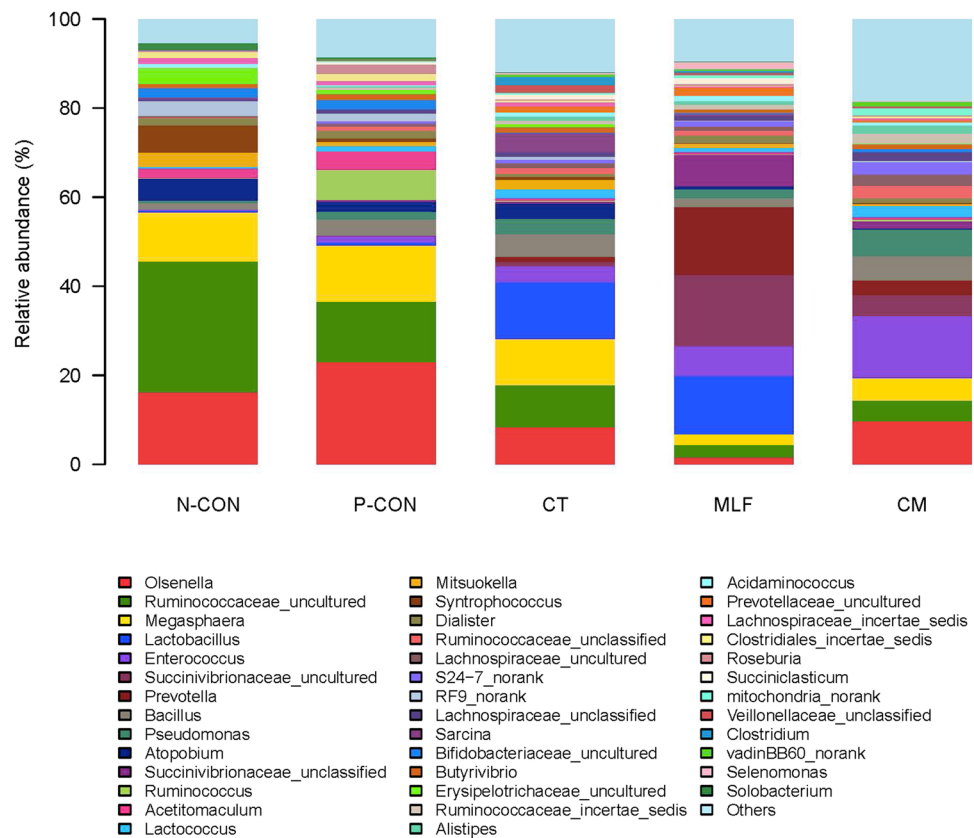 Relative abundance (%)
100
80
60
40
20
0
N-CON P-CON CT MLF CM
Olsenella
Ruminococcaceae_uncultured
Megasphaera
Lactobacillus
Enterococcus
Succinivibrionaceae_uncultured
Prevotella
Bacillus
Pseudomonas
Atopobium
Succinivibrionaceae_unclassified
Ruminococcus
Acetitomaculum
Lactococcus
Mitsuokella
Syntrophococcus
Dialister
Ruminococcaceae_unclassified
Lachnospiraceae_uncultured
S24-7_norank
RF9_norank
Lachnospiraceae_unclassified
Sarcina
Bifidobacteriaceae_uncultured
Butyrivibrio
Erysipelotrichaceae_uncultured
Ruminococcaceae_incertae_sedis
Alistipes
Acidaminococcus
Prevotellaceae_uncultured
Lachnospiraceae_incertae_sedis
Clostridiales_incertae_sedis
Roseburia
Succiniclasticum
mitochondria_norank
Veillonellaceae_unclassified
Clostridium
vadinBB60_norank
Selenomonas
Solobacterium
Others